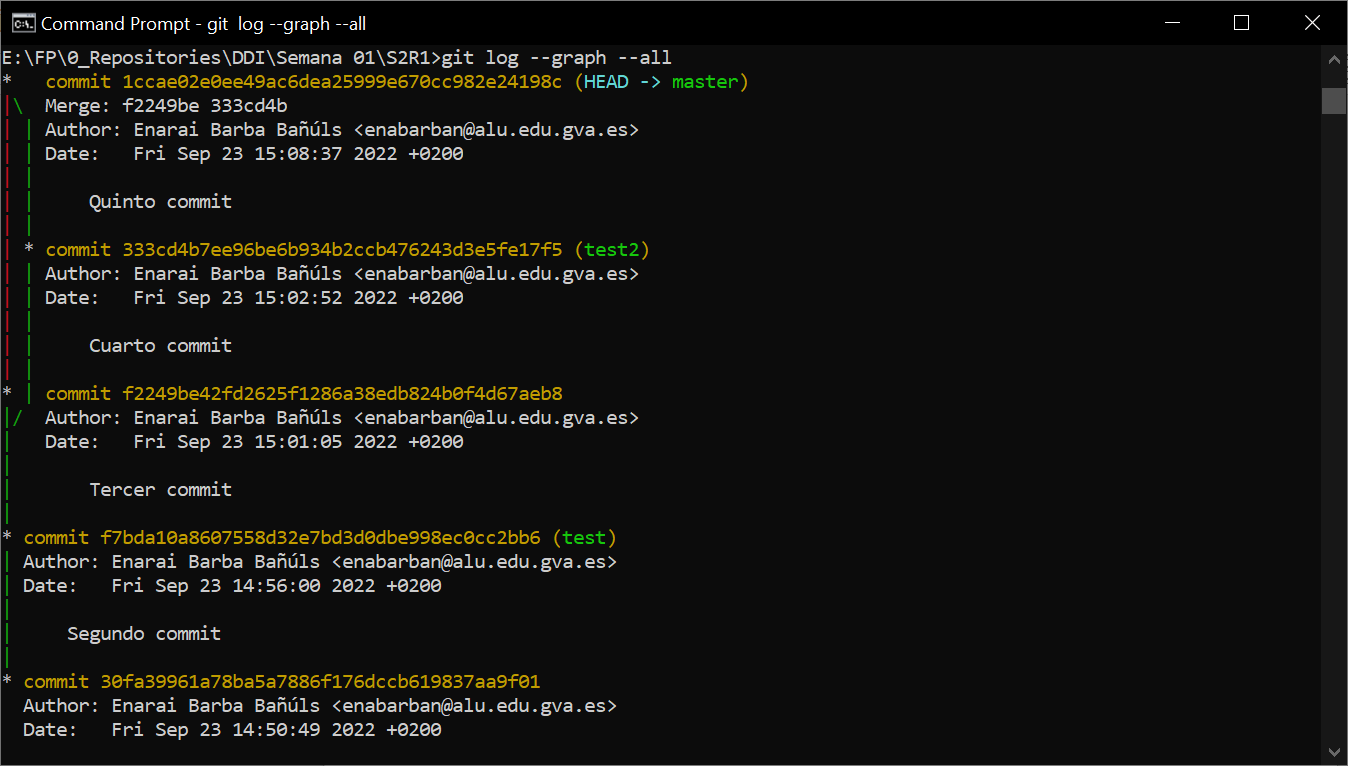 Command Prompt - git  log --graph --all
E:\FP\0_Repositories\DDI\Semana 01\S2R1>git log --graph --all
*   commit 1ccae02e0ee49ac6dea25999e670cc982e24198c (HEAD -> master)
|\  Merge: f2249be 333cd4b
| | Author: Enarai Barba Bañúls <enabarban@alu.edu.gva.es>
| | Date:   Fri Sep 23 15:08:37 2022 +0200
| |
| |     Quinto commit
| |
| * commit 333cd4b7ee96be6b934b2ccb476243d3e5fe17f5 (test2)
| | Author: Enarai Barba Bañúls <enabarban@alu.edu.gva.es>
| | Date:   Fri Sep 23 15:02:52 2022 +0200
| |
| |     Cuarto commit
| |
* | commit f2249be42fd2625f1286a38edb824b0f4d67aeb8
|/  Author: Enarai Barba Bañúls <enabarban@alu.edu.gva.es>
|   Date:   Fri Sep 23 15:01:05 2022 +0200
|
|       Tercer commit
|
* commit f7bda10a8607558d32e7bd3d0dbe998ec0cc2bb6 (test)
| Author: Enarai Barba Bañúls <enabarban@alu.edu.gva.es>
| Date:   Fri Sep 23 14:56:00 2022 +0200
|
|     Segundo commit
|
* commit 30fa39961a78ba5a7886f176dccb619837aa9f01
  Author: Enarai Barba Bañúls <enabarban@alu.edu.gva.es>
  Date:   Fri Sep 23 14:50:49 2022 +0200